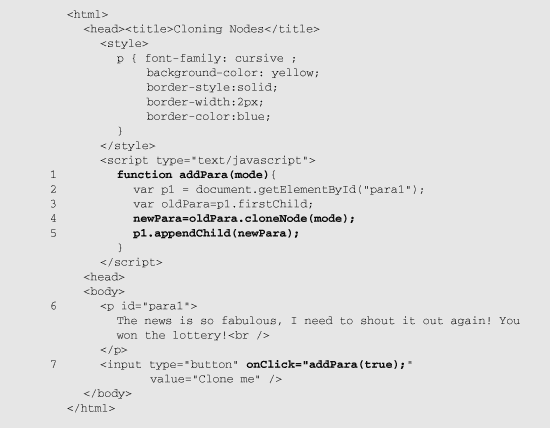 <html>
<head><title>Cloning Nodes</title>
<style>
p { font-family: cursive ;
background-color: yellow;
border-style:solid;
border-width:2px;
border-color:blue;
}
</style>
<script type="text/javascript">
1 function addPara(mode){
2 var p1 = document.getElementById("para1");
3 var oldPara=p1.firstChild;
4 newPara=oldPara.cloneNode(mode);
5 p1.appendChild(newPara);
}
</script>
<head>
<body>
6 <p id="para1">
The news is so fabulous, I need to shout it out again! You
won the lottery!<br />
</p>
7 <input type="button" onClick="addPara(true);"
value="Clone me" />
</body>
</html>